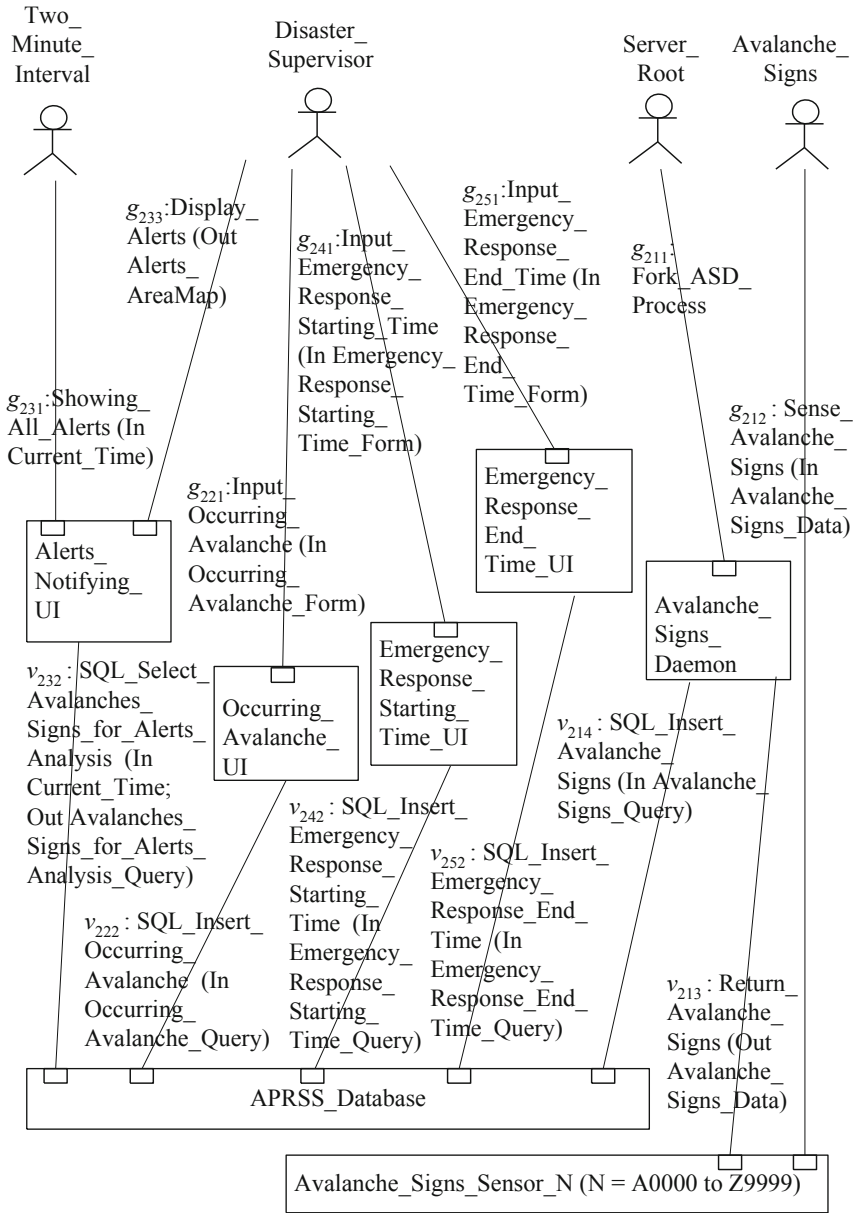 Two_
Minute_
Interval
Disaster_
Supervisor
Server_
Root
Avalanche_
Signs
g233:Display_
Alerts (Out
Alerts_
AreaMap)
g241:Input_
Emergency_
Response_
Starting_Time
(In Emergency_
Response_
Starting_
Time_Form)
g251:Input_
Emergency_
Response_
End_Time (In
Emergency_
Response_
End_
Time_Form)
g211:
Fork_ASD_
Process
g231:Showing_
All_Alerts (In
Current_Time)
g212: Sense_
Avalanche_
Signs (In
Avalanche_
Signs_Data)
g221:Input_
Occurring_
Avalanche (In
Occurring_
Avalanche_Form)
Alerts_
Notifying_
UI
Emergency_
Response_
End_
Time_UI
Avalanche_
Signs_
Daemon
Emergency_
Response_
Starting_
Time_UI
Occurring_
Avalanche_
UI
v232: SQL_Select_
Avalanches_
Signs_for_Alerts_
Analysis (In
Current_Time;
Out Avalanches_
Signs_for_Alerts_
Analysis_Query)
v214: SQL_Insert_
Avalanche_
Signs (In Avalanche_
Signs_Query)
v242: SQL_Insert_
Emergency_
Response_
Starting_
Time (In
Emergency_
Response_
Starting_
Time_Query)
v252: SQL_Insert_
Emergency_
Response_End_
Time (In
Emergency_
Response_End_
Time_Query)
v222: SQL_Insert_
Occurring_
Avalanche (In
Occurring_
Avalanche_Query)
v213: Return_
Avalanche_
Signs (Out
Avalanche_
Signs_Data)
APRSS_Database
Avalanche_Signs_Sensor_N (N = A0000 to Z9999)